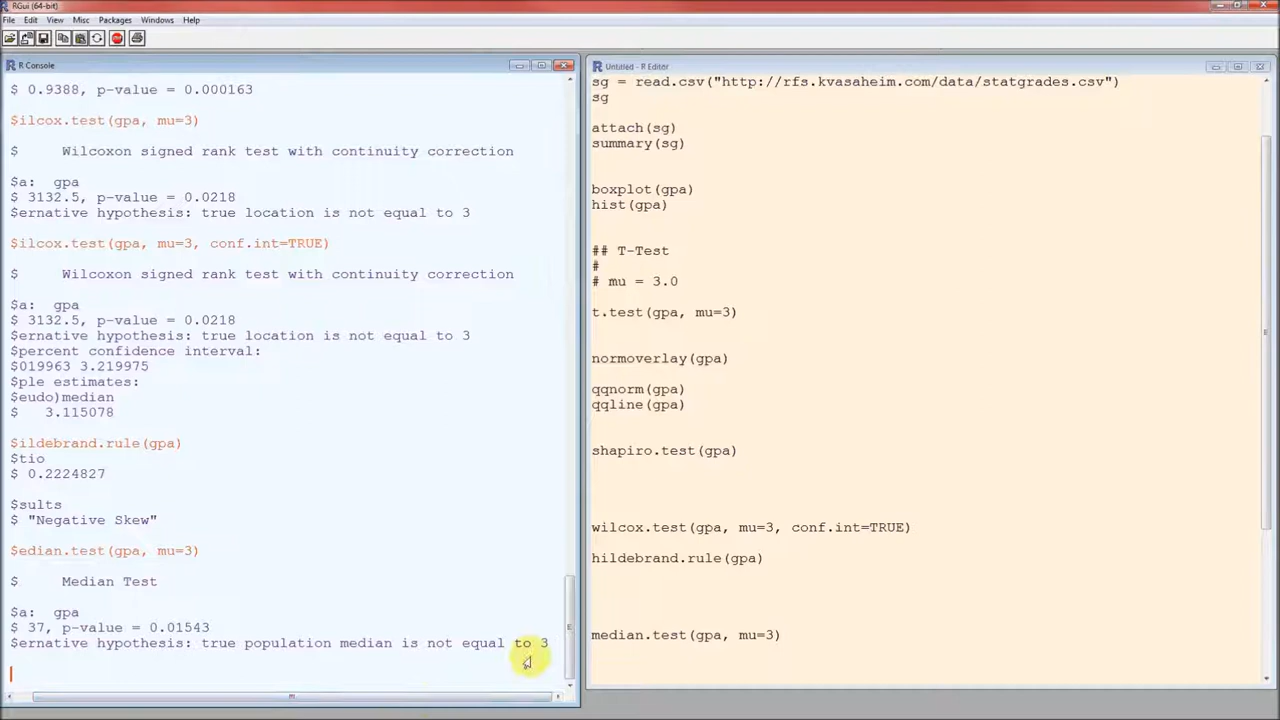 RGui (64-bit)
File Edit View Misc Packages Windows Help
STOP
R Console
$ 0.9388, p-value = 0.000163
$ilcox.test(gpa, mu=3)
$ Wilcoxon signed rank test with continuity correction
$a: gpa
$ 3132.5, p-value = 0.0218
$ernative hypothesis: true location is not equal to 3
$ilcox.test(gpa, mu=3, conf.int=TRUE)
$ Wilcoxon signed rank test with continuity correction
$a: gpa
$ 3132.5, p-value = 0.0218
$ernative hypothesis: true location is not equal to 3
$percent confidence interval:
$019963 3.219975
$ple estimates:
$eudo)median
$ 3.115078
$ildebrand.rule(gpa)
$tio
$ 0.2224827
$sults
$ "Negative Skew"
$edian.test(gpa, mu=3)
$ Median Test
$a: gpa
$ 37, p-value = 0.01543
$ernative hypothesis: true population median is not equal to 3
Untitled - R Editor
sg = read.csv("http://rfs.kvasaheim.com/data/statgrades.csv")
sg
attach(sg)
summary(sg)
boxplot(gpa)
hist(gpa)
## T-Test
#
# mu = 3.0
t.test(gpa, mu=3)
normoverlay(gpa)
qqnorm(gpa)
qqline(gpa)
shapiro.test(gpa)
wilcox.test(gpa, mu=3, conf.int=TRUE)
hildebrand.rule(gpa)
median.test(gpa, mu=3)